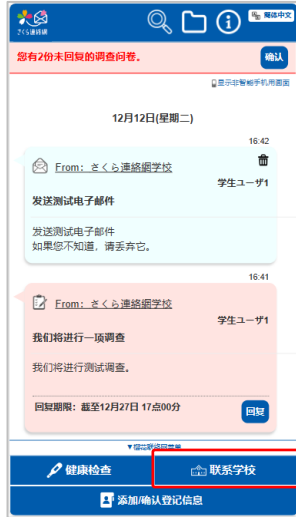 さくら連絡網
簡体中文
您有2份未回复的调查问卷。
确认
显示非智能手机用画面
12月12日(星期二)
16:42
From: さくら連絡網学校
学生ユーザ1
发送测试电子邮件
发送测试电子邮件
如果您不知道，请丢弃它。
16:41
From: さくら連絡網学校
学生ユーザ1
我们将进行一项调查
我们将进行测试调查。
回复期限：截至12月27日 17点00分
回复
健康检查
联系学校
添加/确认登记信息